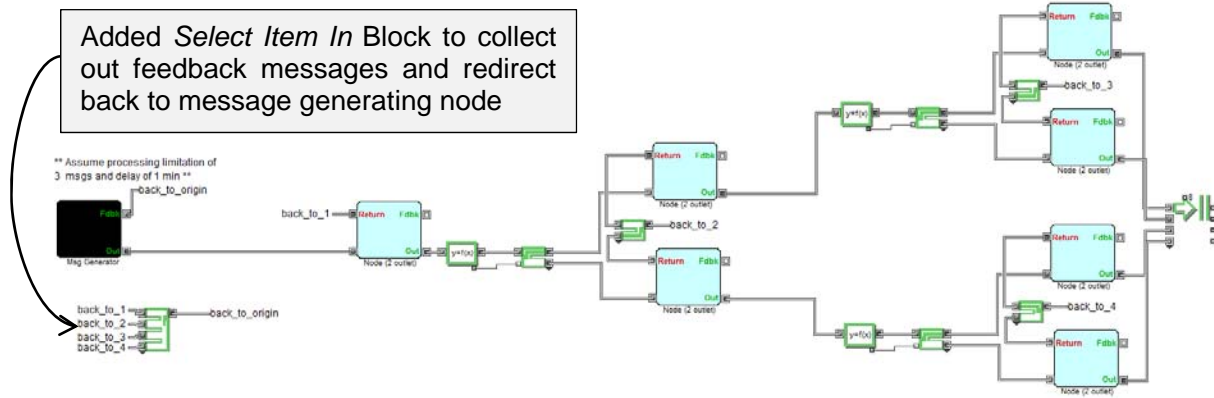 Added Select Item In Block to collect
out feedback messages and redirect
back to message generating node
** Assume processing limitation of
3 msgs and delay of 1 min **
back_to_origin
Fdbk
Out
Msg Generator
back_to_1
Return Fdbk
Out
Node (2 outlet)
y=f(x)
Return Fdbk
Out
Node (2 outlet)
back_to_2
Return Fdbk
Out
Node (2 outlet)
y=f(x)
Return Fdbk
Out
Node (2 outlet)
back_to_3
Return Fdbk
Out
Node (2 outlet)
y=f(x)
Return Fdbk
Out
Node (2 outlet)
back_to_4
Return Fdbk
Out
Node (2 outlet)
back_to_1
back_to_2
back_to_3
back_to_4
back_to_origin